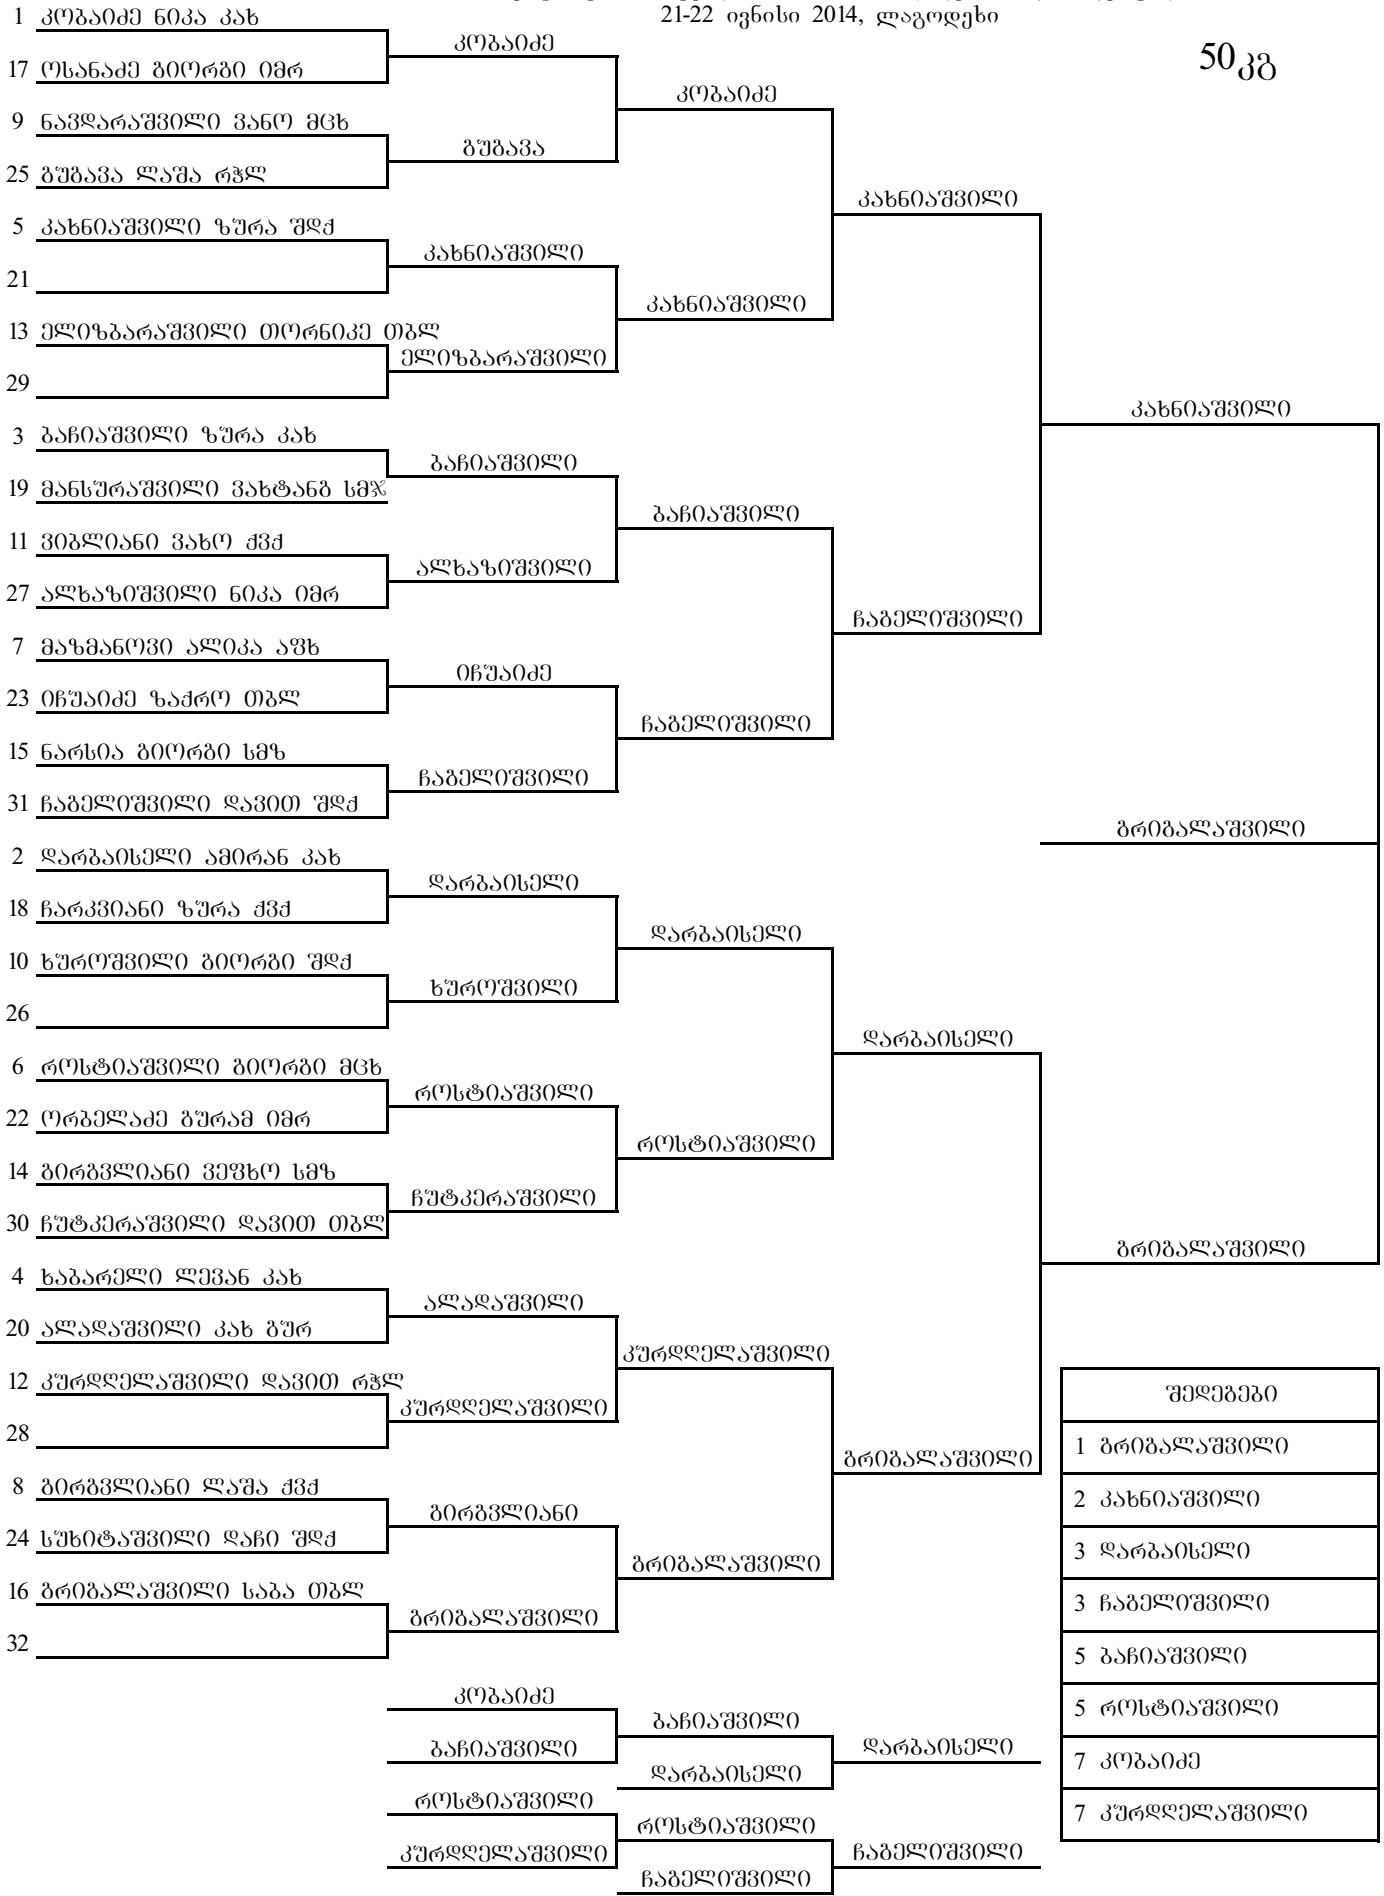 21-22 ივნისი 2014, ლაგოდეხი
50კგ
1 კობაიძე ნიკა კახ
17 ოსანაძე გიორგი იმრ
9 ნავდარაშვილი ვანო მცხ
25 გუგავა ლაშა რჭლ
5 კახნიაშვილი ზურა შდქ
21
13 ელიზბარაშვილი თორნიკე თბლ
29
3 ბაჩიაშვილი ზურა კახ
19 მანსურაშვილი ვახტანგ სმჯ
11 ვიბლიანი ვახო ქვქ
27 ალხაზიშვილი ნიკა იმრ
7 მაზმანოვი ალიკა აფხ
23 იჩუაიძე ზაქრო თბლ
15 ნარსია გიორგი სმზ
31 ჩაგელიშვილი დავით შდქ
2 დარბაისელი ამირან კახ
18 ჩარკვიანი ზურა ქვქ
10 ხუროშვილი გიორგი შდქ
26
6 როსტიაშვილი გიორგი მცხ
22 ორბელაძე გურამ იმრ
14 გირგვლიანი ვეფხო სმზ
30 ჩუტკერაშვილი დავით თბლ
4 ხაბარელი ლევან კახ
20 ალადაშვილი კახ გურ
12 კურდღელაშვილი დავით რჭლ
28
8 გირგვლიანი ლაშა ქვქ
24 სუხიტაშვილი დაჩი შდქ
16 გრიგალაშვილი საბა თბლ
32
კობაიძე
გუგავა
კახნიაშვილი
ელიზბარაშვილი
ბაჩიაშვილი
ალხაზიშვილი
იჩუაიძე
ჩაგელიშვილი
დარბაისელი
ხუროშვილი
როსტიაშვილი
ჩუტკერაშვილი
ალადაშვილი
კურდღელაშვილი
გირგვლიანი
გრიგალაშვილი
კობაიძე
კახნიაშვილი
ბაჩიაშვილი
ჩაგელიშვილი
დარბაისელი
როსტიაშვილი
კურდღელაშვილი
გრიგალაშვილი
კახნიაშვილი
ჩაგელიშვილი
დარბაისელი
გრიგალაშვილი
კახნიაშვილი
გრიგალაშვილი
გრიგალაშვილი
კობაიძე
ბაჩიაშვილი
როსტიაშვილი
კურდღელაშვილი
ბაჩიაშვილი
დარბაისელი
როსტიაშვილი
ჩაგელიშვილი
დარბაისელი
ჩაგელიშვილი
შედეგები
1 გრიგალაშვილი
2 კახნიაშვილი
3 დარბაისელი
3 ჩაგელიშვილი
5 ბაჩიაშვილი
5 როსტიაშვილი
7 კობაიძე
7 კურდღელაშვილი